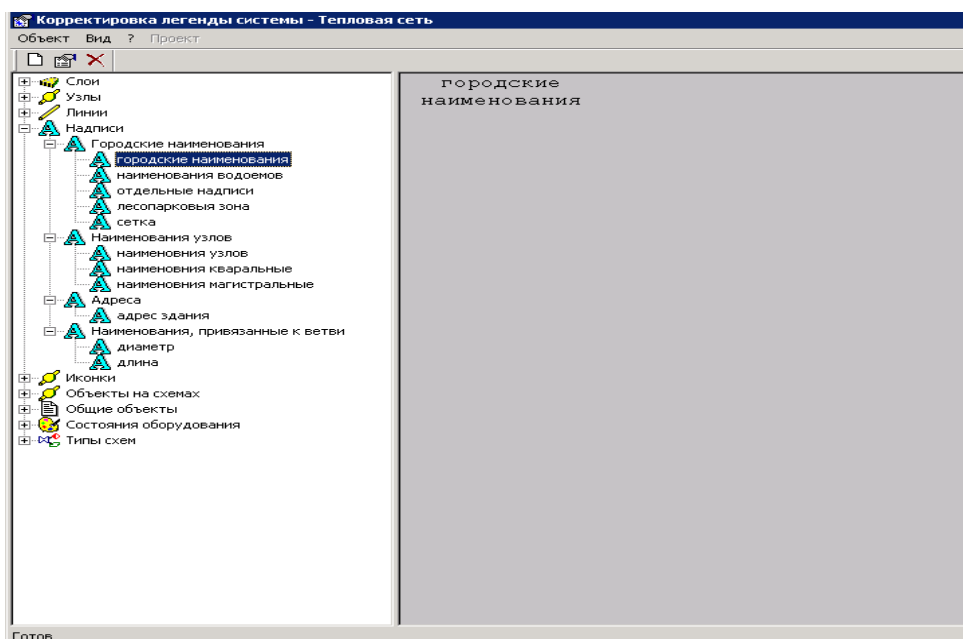 Корректировка легенды системы - Тепловая сеть
Объект Вид ? Проект
Слои
Узлы
Линии
Надписи
Городские наименования
городские наименования
наименования водоемов
отдельные надписи
лесопарковыя зона
сетка
Наименования узлов
наименовния узлов
наименовния кваральные
наименовния магистральные
Адреса
адрес здания
Наименования, привязанные к ветви
диаметр
длина
Иконки
Объекты на схемах
Общие объекты
Состояния оборудования
Типы схем
городские
наименования
Готов